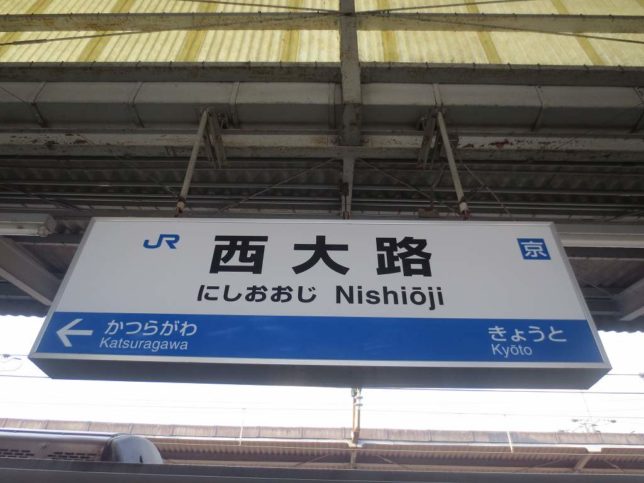 JR
西大路
京
にしおおじ Nishiōji
← かつらがわ
Katsuragawa
きょうと
Kyōto